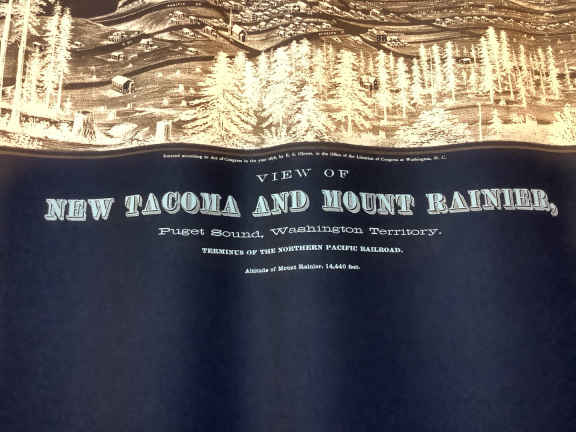 Entered according to Act of Congress in the year 1878, by E. S. Glover, in the Office of the Librarian of Congress at Washington, D. C.
VIEW OF
NEW TACOMA AND MOUNT RAINIER,
Puget Sound, Washington Territory.
TERMINUS OF THE NORTHERN PACIFIC RAILROAD.
Altitude of Mount Rainier, 14,440 feet.